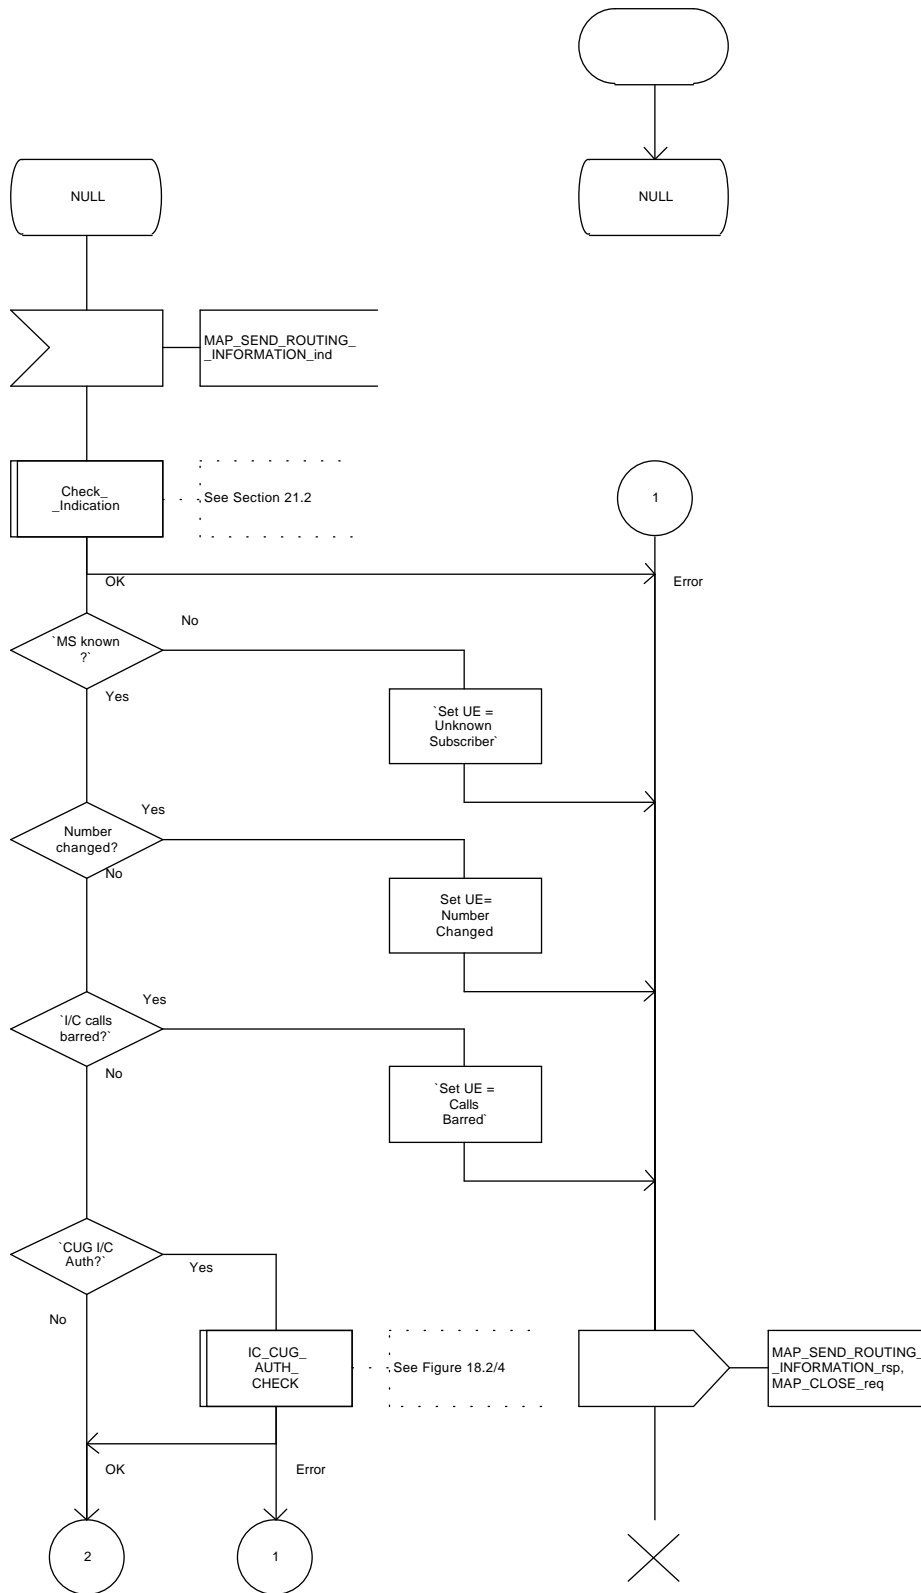 NULL
NULL
MAP_SEND_ROUTING_
_INFORMATION_ind
Check_
_Indication
See Section 21.2
1
OK
Error
No
`MS known
?`
Yes
`Set UE =
Unknown
Subscriber`
Yes
Number
changed?
No
Set UE=
Number
Changed
Yes
`I/C calls
barred?`
No
`Set UE =
Calls
Barred`
`CUG I/C
Auth?`
Yes
No
IC_CUG_
AUTH_
CHECK
See Figure 18.2/4
MAP_SEND_ROUTING_
_INFORMATION_rsp,
MAP_CLOSE_req
OK
Error
2
1